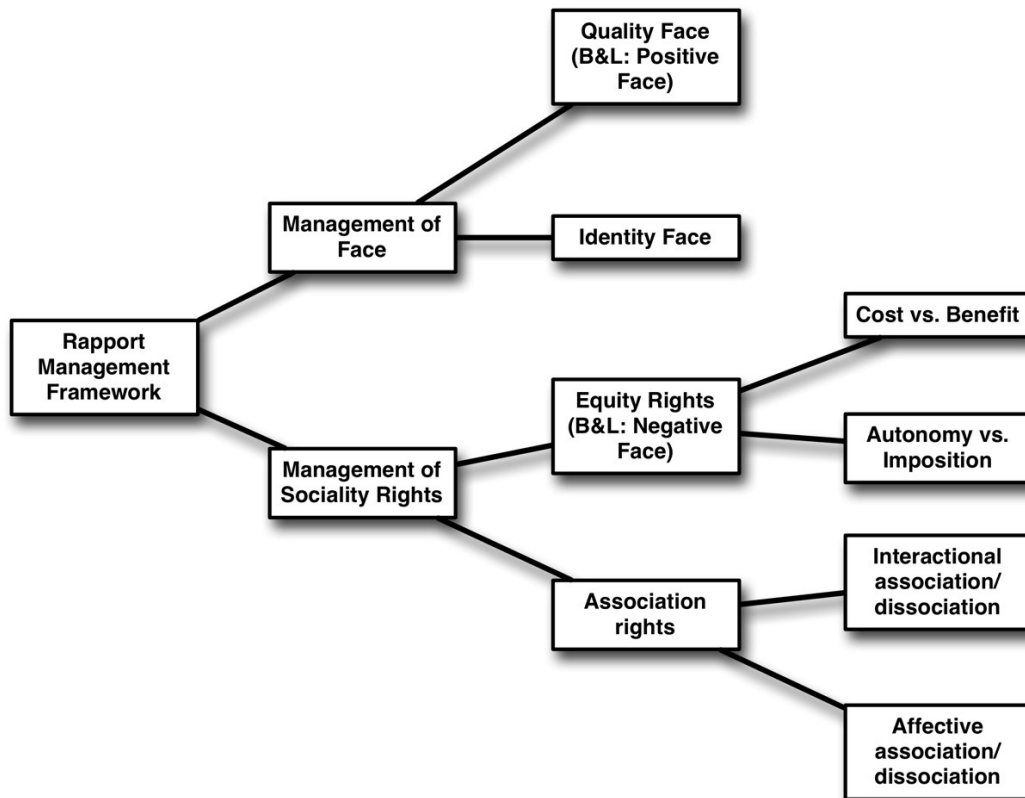 Quality Face
(B&L: Positive
Face)
Management of
Face
Identity Face
Rapport
Management
Framework
Cost vs. Benefit
Equity Rights
(B&L: Negative
Face)
Autonomy vs.
Imposition
Management of
Sociality Rights
Interactional
association/
dissociation
Association
rights
Affective
association/
dissociation